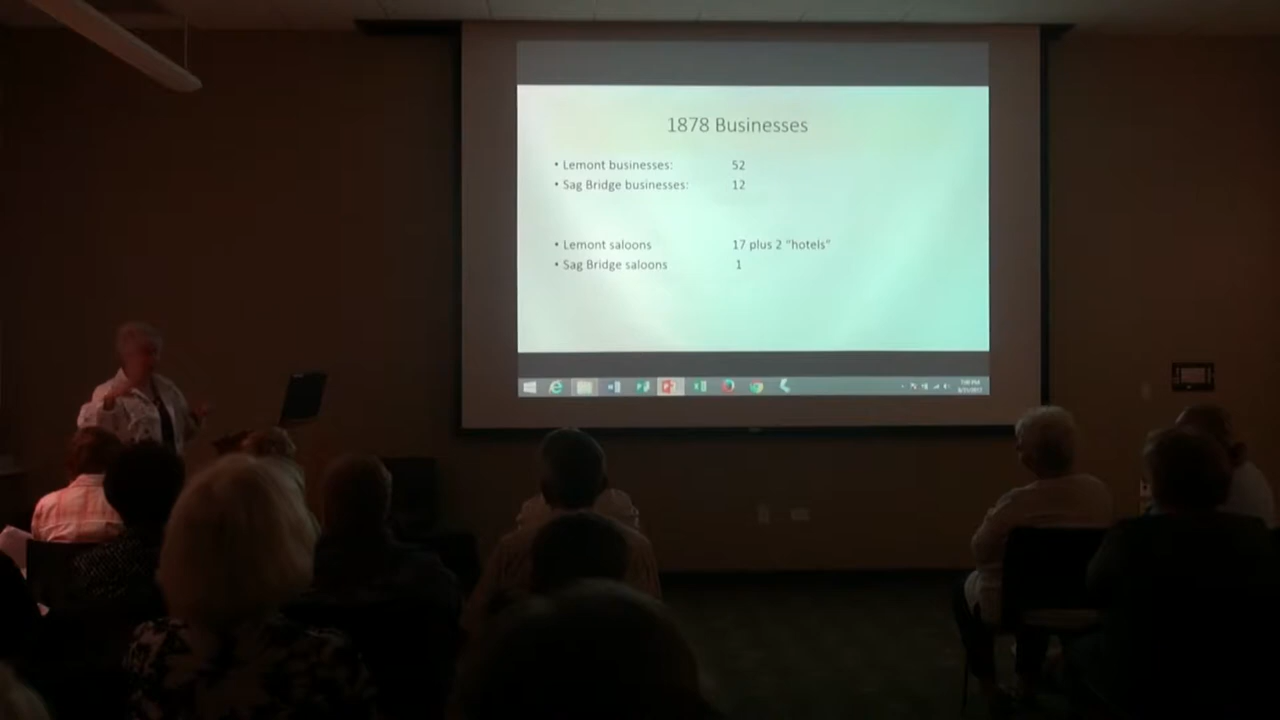 1878 Businesses
• Lemont businesses: 52
• Sag Bridge businesses: 12
• Lemont saloons 17 plus 2 "hotels"
• Sag Bridge saloons 1